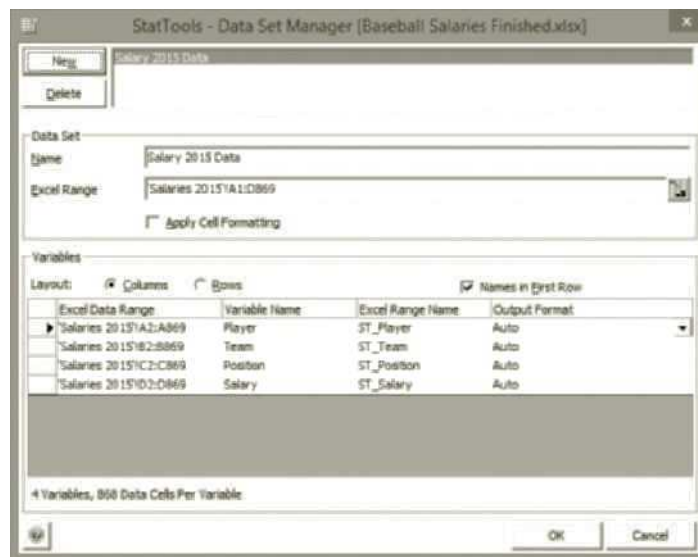 StatTools - Data Set Manager [Baseball Salaries Finished.xlsx]
New
Salary 2015 Data
Delete
Data Set
Name
Salary 2015 Data
Excel Range
'Salaries 2015'!A1:D869
Apply Cell Formatting
Variables
Layout: Columns Rows Names in First Row
Excel Data Range Variable Name Excel Range Name Output Format
'Salaries 2015'!A2:A869 Player ST_Player Auto
'Salaries 2015'!B2:B869 Team ST_Team Auto
'Salaries 2015'!C2:C869 Position ST_Position Auto
'Salaries 2015'!D2:D869 Salary ST_Salary Auto
4 Variables, 868 Data Cells Per Variable
OK Cancel